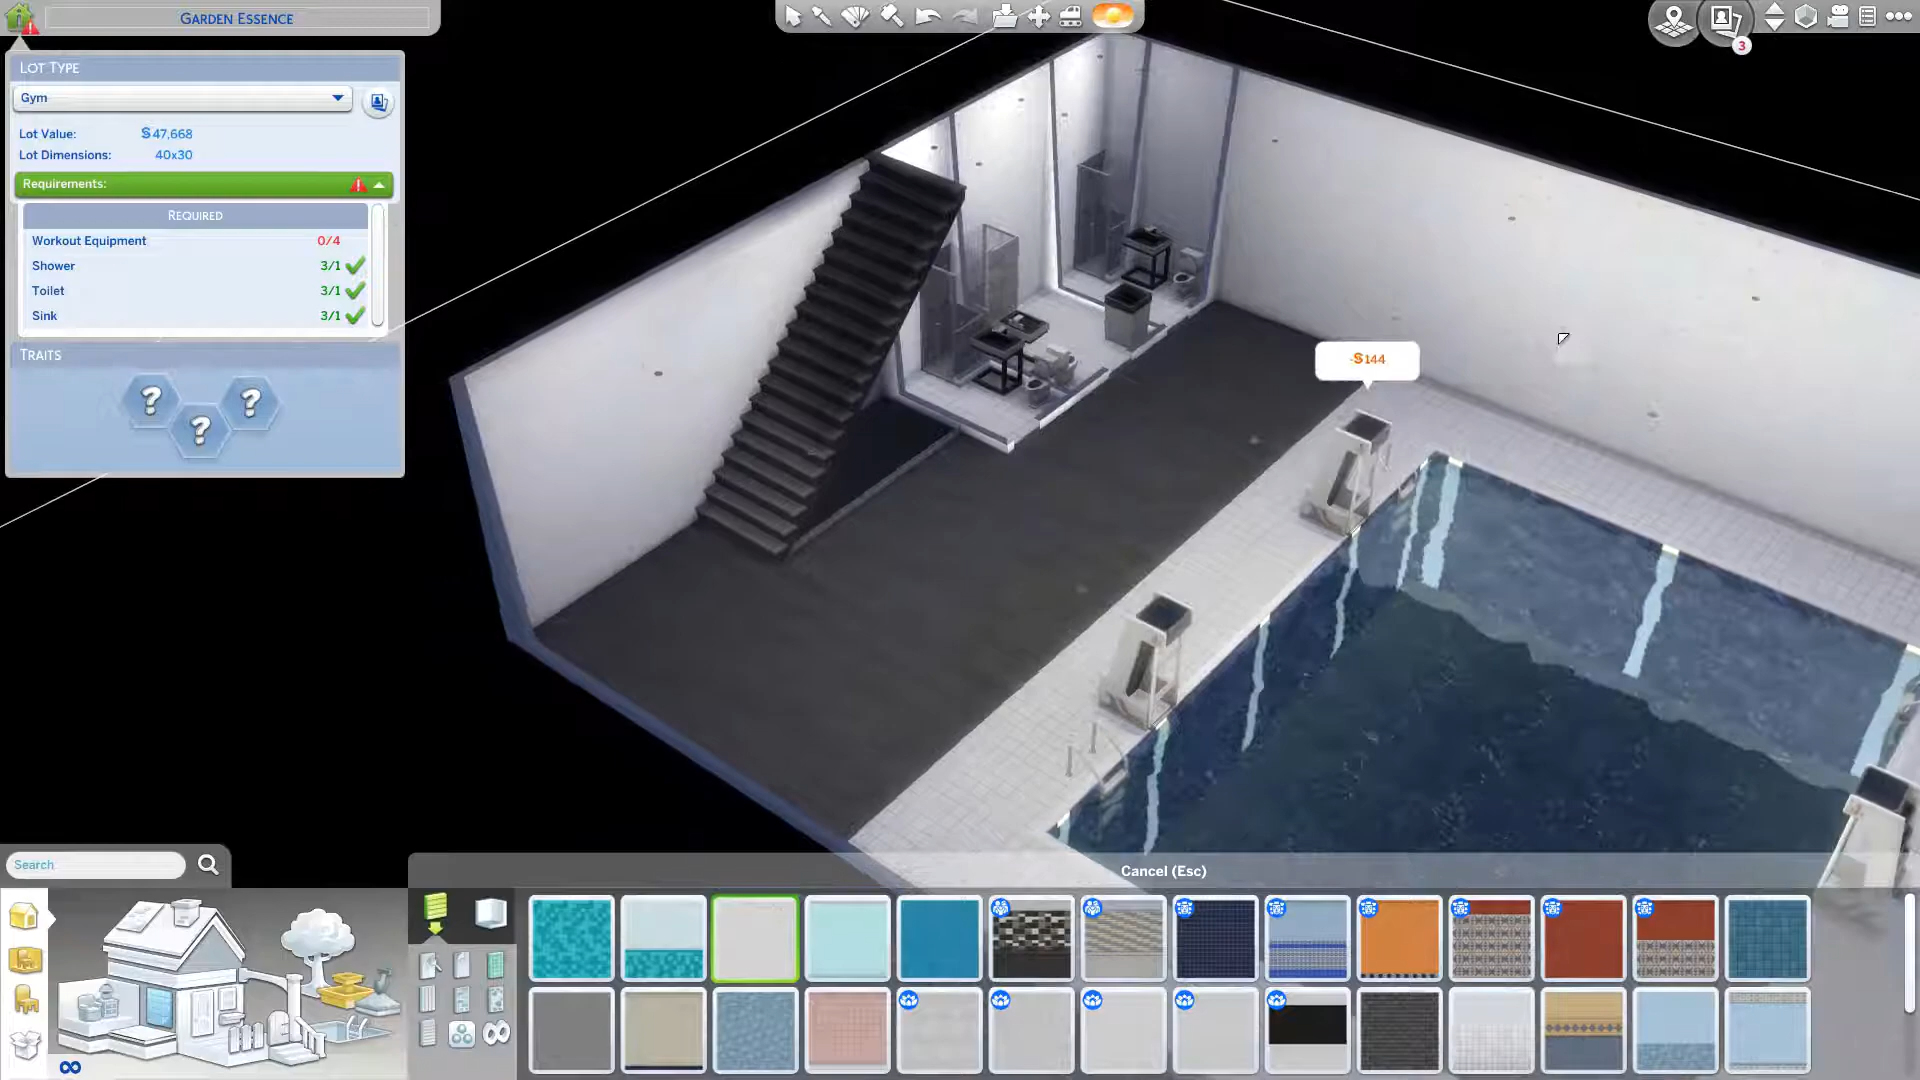 GARDEN ESSENCE
3
LOT TYPE
Gym
Lot Value: $47,668
Lot Dimensions: 40x30
Requirements:
REQUIRED
Workout Equipment 0/4
Shower 3/1
Toilet 3/1
Sink 3/1
TRAITS
? ? ?
-$144
Search
Cancel (Esc)